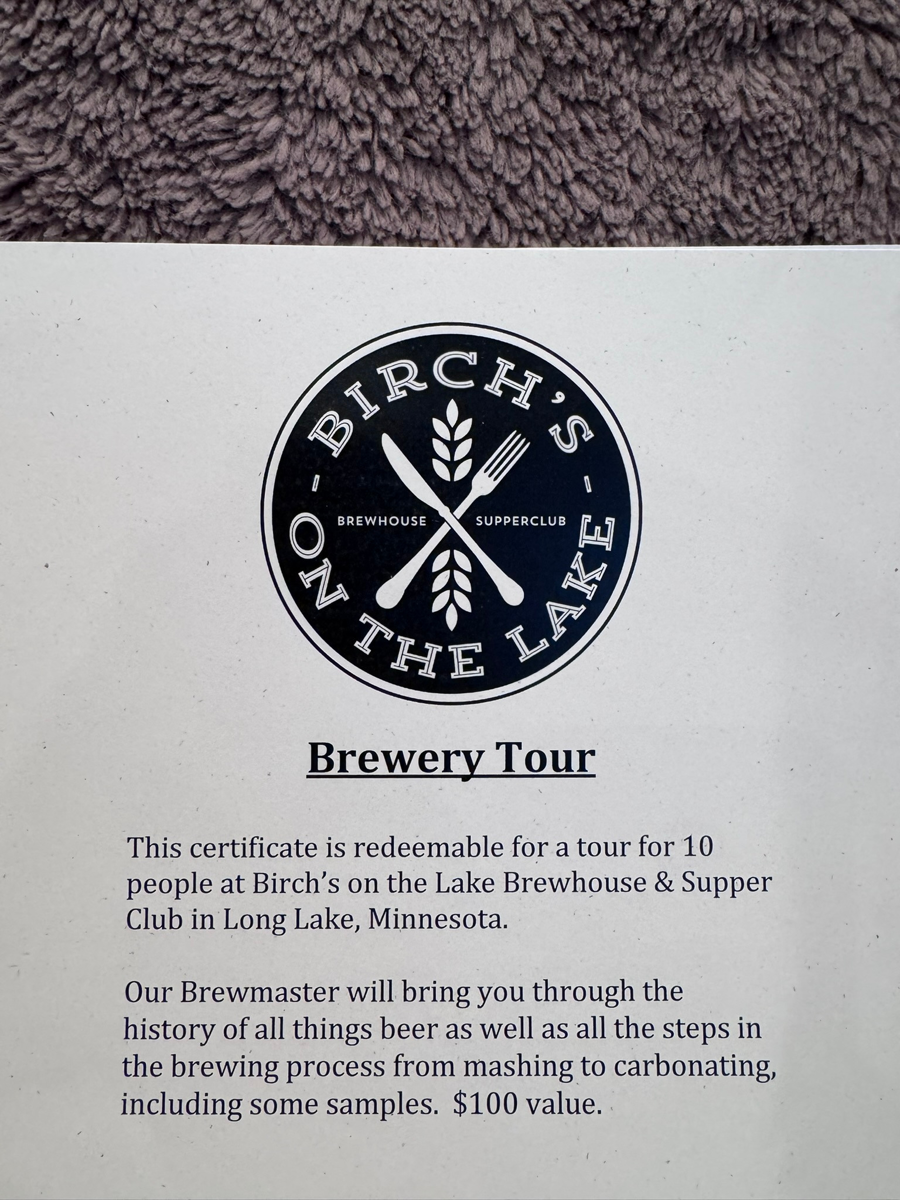 BIRCH'S
BREWHOUSE SUPPERCLUB
- ON THE LAKE -
Brewery Tour
This certificate is redeemable for a tour for 10
people at Birch's on the Lake Brewhouse & Supper
Club in Long Lake, Minnesota.
Our Brewmaster will bring you through the
history of all things beer as well as all the steps in
the brewing process from mashing to carbonating,
including some samples.  $100 value.